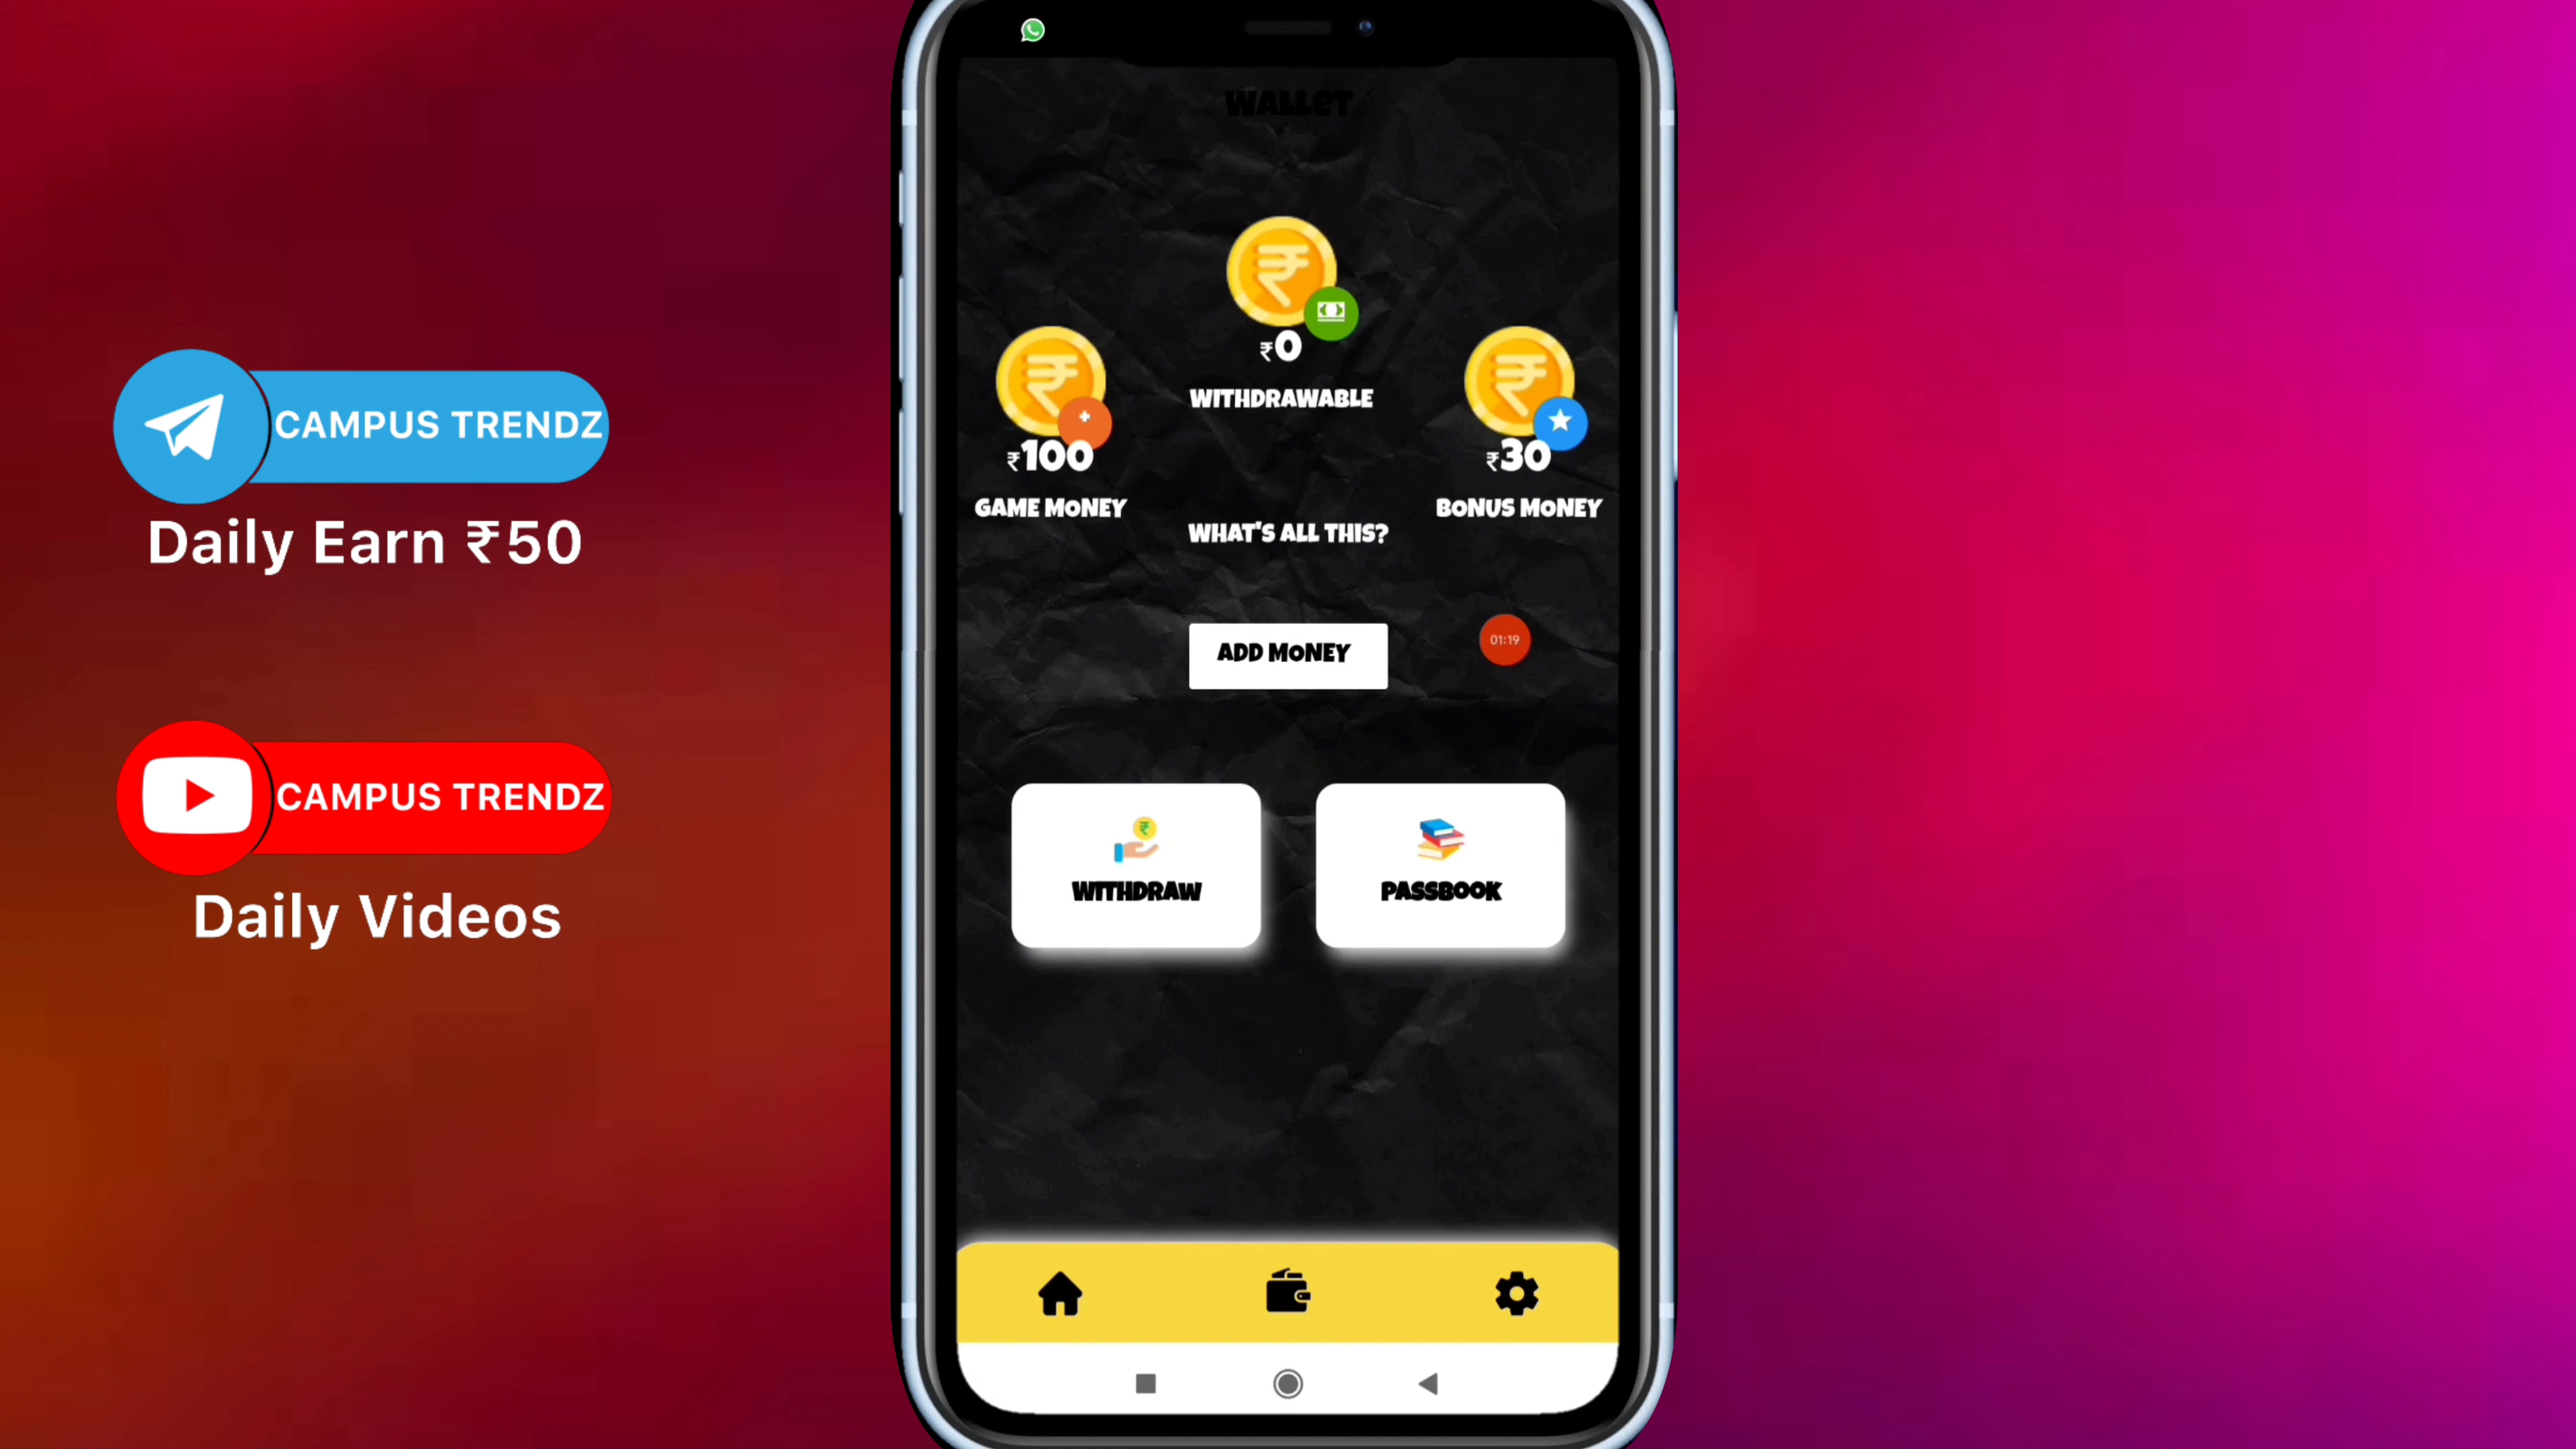 CAMPUS TRENDZ
Daily Earn ₹50
CAMPUS TRENDZ
Daily Videos
WALLET
₹0
WITHDRAWABLE
₹100
GAME MONEY
₹30
BONUS MONEY
WHAT'S ALL THIS?
ADD MONEY
01:19
WITHDRAW
PASSBOOK